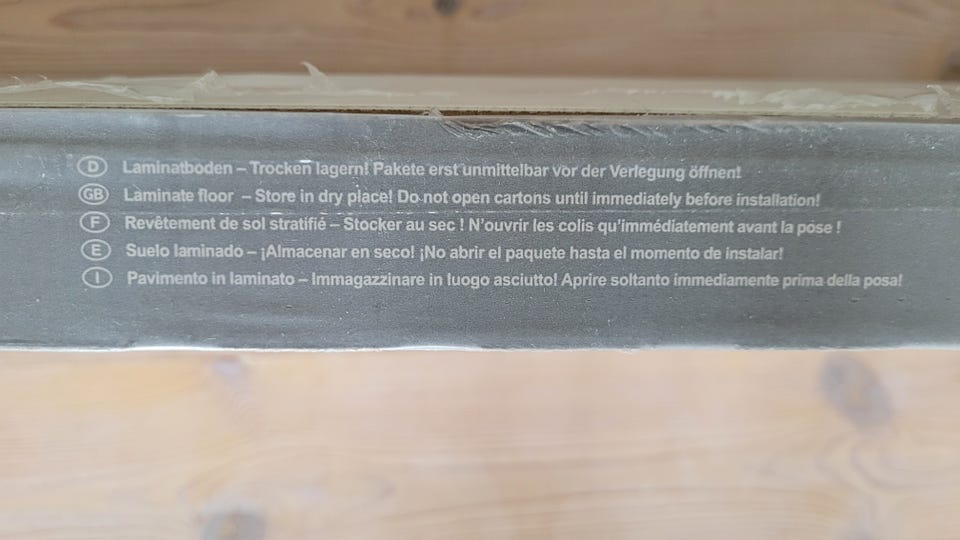 D Laminatboden – Trocken lagern! Pakete erst unmittelbar vor der Verlegung öffnen!
GB Laminate floor – Store in dry place! Do not open cartons until immediately before installation!
F Revêtement de sol stratifié – Stocker au sec ! N'ouvrir les colis qu'immédiatement avant la pose !
E Suelo laminado – ¡Almacenar en seco! ¡No abrir el paquete hasta el momento de instalar!
I Pavimento in laminato – Immagazzinare in luogo asciutto! Aprire soltanto immediamente prima della posa!